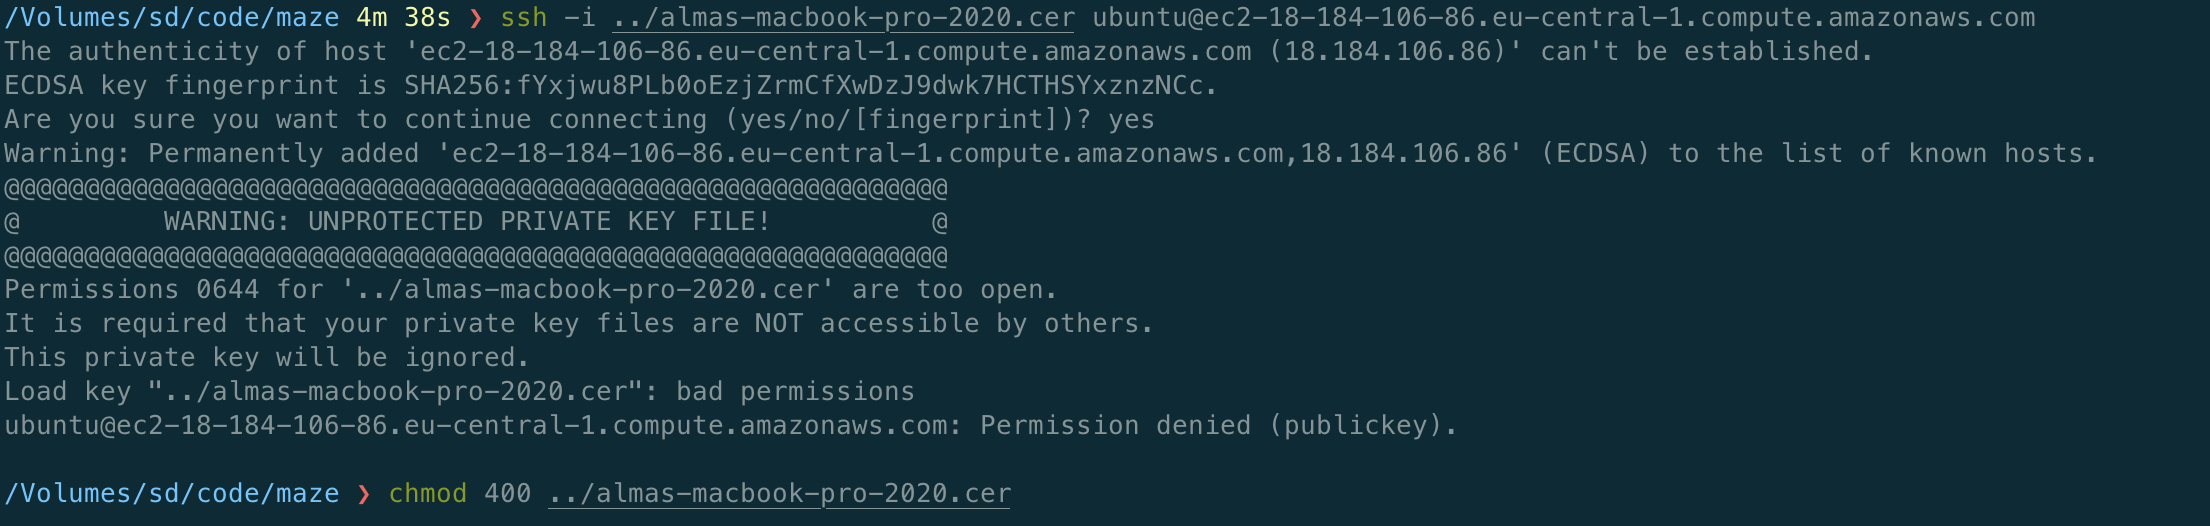 /Volumes/sd/code/maze 4m 38s ❯ ssh -i ../almas-macbook-pro-2020.cer ubuntu@ec2-18-184-106-86.eu-central-1.compute.amazonaws.com
The authenticity of host 'ec2-18-184-106-86.eu-central-1.compute.amazonaws.com (18.184.106.86)' can't be established.
ECDSA key fingerprint is SHA256:fYxjwu8PLb0oEzjZrmCfXwDzJ9dwk7HCTHSYxznzNCc.
Are you sure you want to continue connecting (yes/no/[fingerprint])? yes
Warning: Permanently added 'ec2-18-184-106-86.eu-central-1.compute.amazonaws.com,18.184.106.86' (ECDSA) to the list of known hosts.
@@@@@@@@@@@@@@@@@@@@@@@@@@@@@@@@@@@@@@@@@@@@@@@@@@@@@@@@@@@
@         WARNING: UNPROTECTED PRIVATE KEY FILE!          @
@@@@@@@@@@@@@@@@@@@@@@@@@@@@@@@@@@@@@@@@@@@@@@@@@@@@@@@@@@@
Permissions 0644 for '../almas-macbook-pro-2020.cer' are too open.
It is required that your private key files are NOT accessible by others.
This private key will be ignored.
Load key "../almas-macbook-pro-2020.cer": bad permissions
ubuntu@ec2-18-184-106-86.eu-central-1.compute.amazonaws.com: Permission denied (publickey).
/Volumes/sd/code/maze ❯ chmod 400 ../almas-macbook-pro-2020.cer